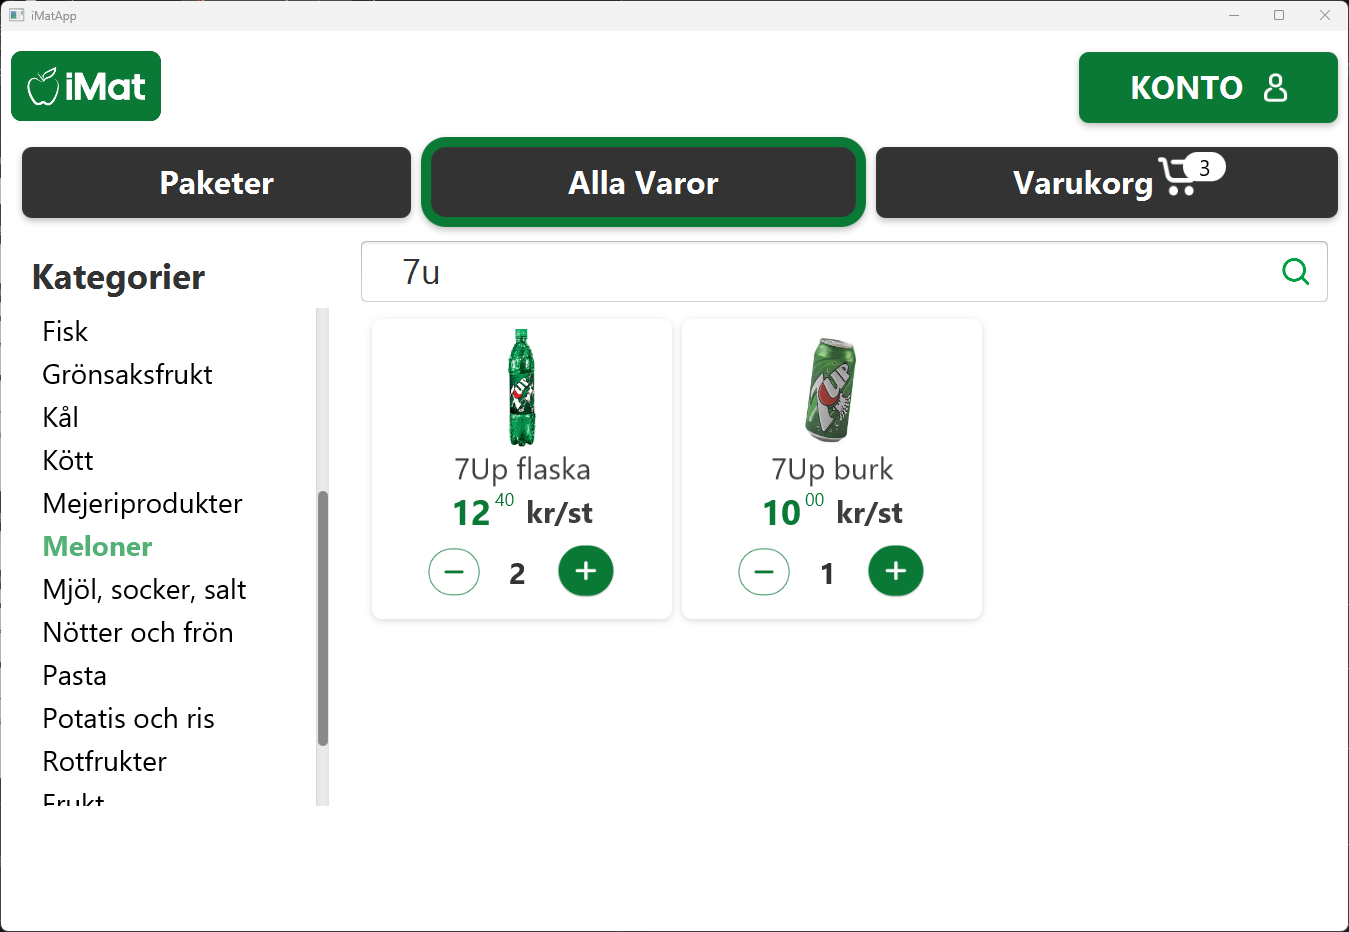 iMatApp
iMat
KONTO
Paketer
Alla Varor
Varukorg 3
Kategorier
7u
Fisk
Grönsaksfrukt
Kål
Kött
Mejeriprodukter
Meloner
Mjöl, socker, salt
Nötter och frön
Pasta
Potatis och ris
Rotfrukter
Frukt
7UP
7Up flaska
12 40 kr/st
2
7UP
7Up burk
10 00 kr/st
1